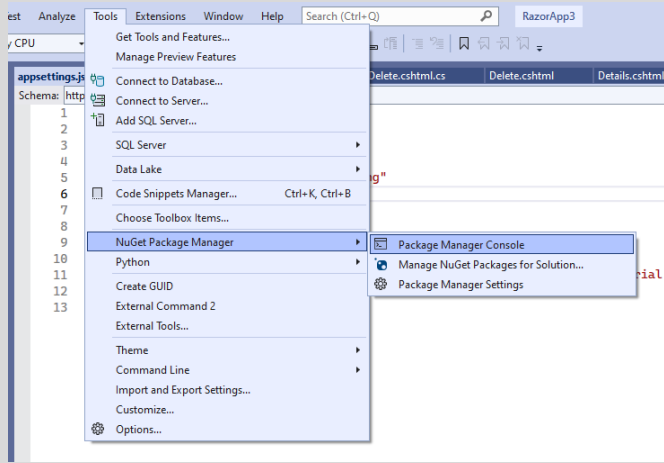 est Analyze Tools Extensions Window Help Search (Ctrl+Q) RazorApp3
y CPU
Get Tools and Features...
Manage Preview Features
appsettings.js Delete.cshtml.cs Delete.cshtml Details.cshtml
Schema: http
Connect to Database...
Connect to Server...
Add SQL Server...
SQL Server
Data Lake
Code Snippets Manager... Ctrl+K, Ctrl+B
Choose Toolbox Items...
NuGet Package Manager
Python
Create GUID
External Command 2
External Tools...
Theme
Command Line
Import and Export Settings...
Customize...
Options...
Package Manager Console
Manage NuGet Packages for Solution...
Package Manager Settings
1
2
3
4
5 ng"
6
7
8
9
10
11 rial
12
13